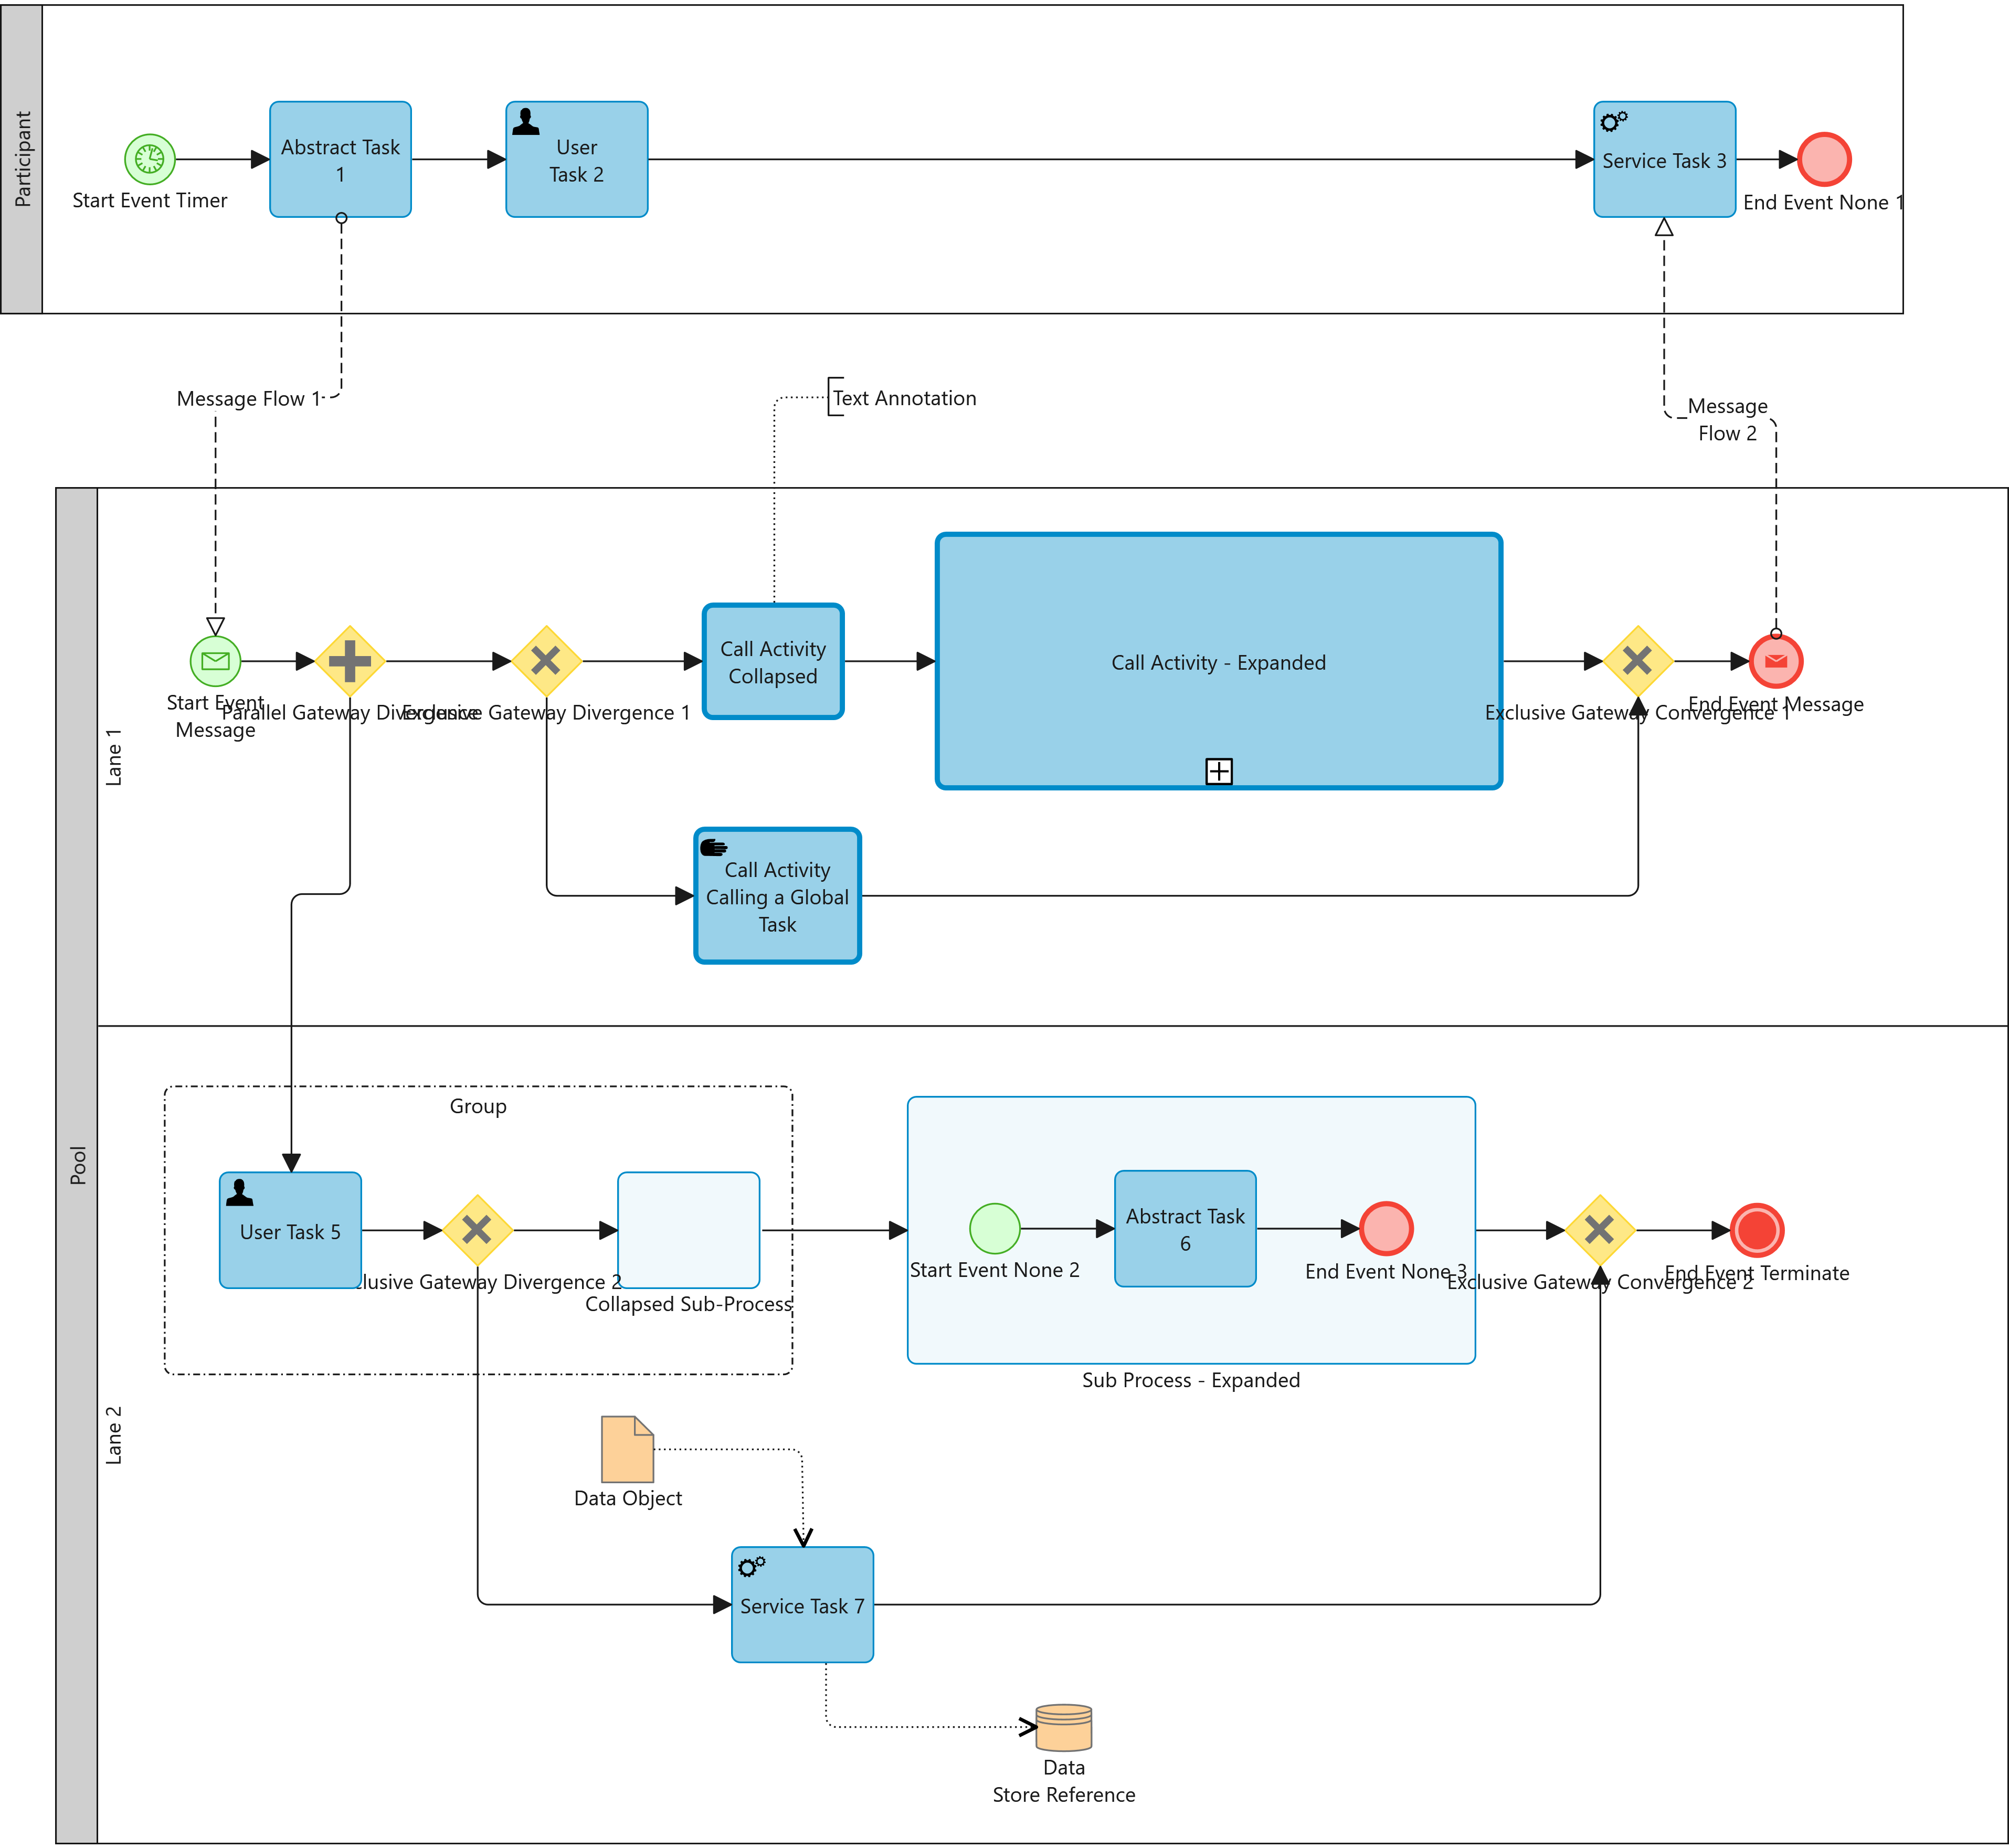 Participant
Start Event Timer
Abstract Task
1
User
Task 2
Service Task 3
End Event None 1
Message Flow 1
Text Annotation
Message
Flow 2
Pool
Lane 1
Start Event
Message
Parallel Gateway Divergence
Exclusive Gateway Divergence 1
Call Activity
Collapsed
Call Activity - Expanded
Exclusive Gateway Convergence 1
End Event Message
Call Activity
Calling a Global
Task
Lane 2
Group
User Task 5
lusive Gateway Divergence 2
Collapsed Sub-Process
Start Event None 2
Abstract Task
6
End Event None 3
Sub Process - Expanded
Exclusive Gateway Convergence 2
End Event Terminate
Data Object
Service Task 7
Data
Store Reference